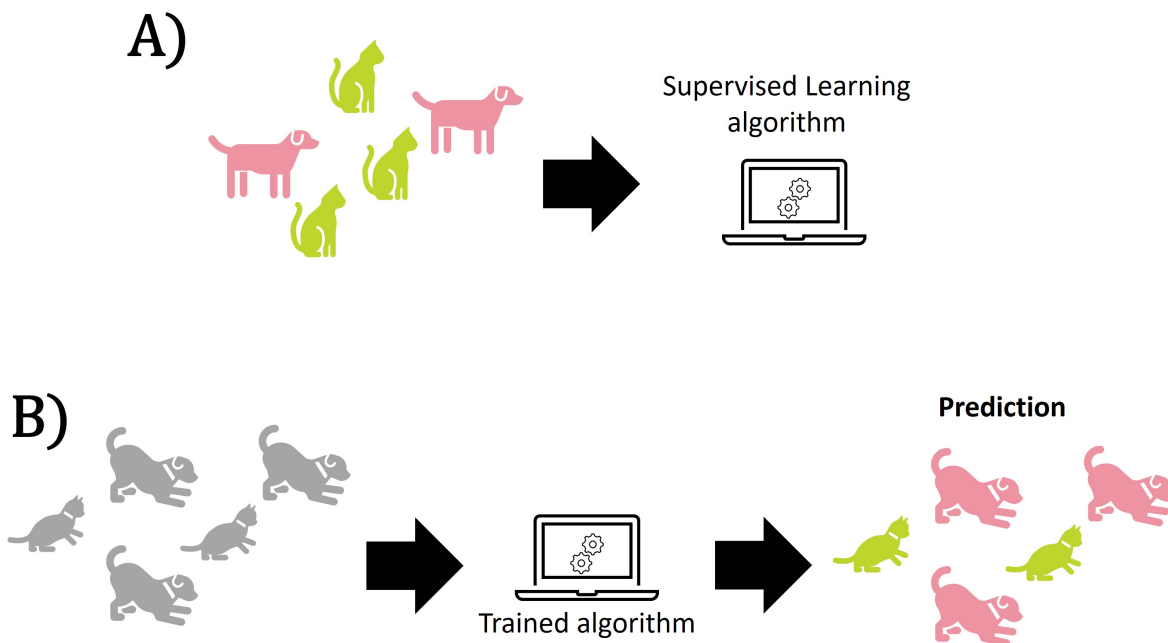 A)
Supervised Learning
algorithm
B)
Prediction
Trained algorithm